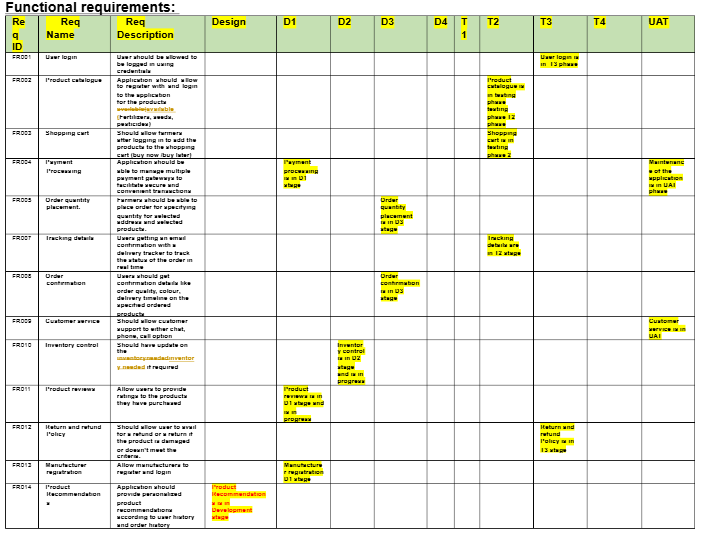 Functional requirements:
Re q ID Req Name Req Description Design D1 D2 D3 D4 T 1 T2 T3 T4 UAT
FR001 User login User should be allowed to be logged in using credentials User login is in T3 phase
FR002 Product catalogue Application should allow to register with and login to the application for the products available available (Fertilizers, seeds, pesticides) Product catalogue is in testing phase testing phase T2 phase
FR003 Shopping cart Should allow farmers after logging in to add the products to the shopping cart (buy now /buy later) Shopping cart is in testing phase 2
FR004 Payment Processing Application should be able to manage multiple payment gateways to facilitate secure and convenient transactions Payment processing is in D1 stage Maintenanc e of the application is in UAT phase
FR005 Order quantity placement. Farmers should be able to place order for specifying quantity for selected address and selected products. Order quantity placement is in D3 stage
FR007 Tracking details Users getting an email confirmation with a delivery tracker to track the status of the order in real time Tracking details are in T2 stage
FR008 Order confirmation Users should get confirmation details like order quality, colour, delivery timeline on the specified ordered products Order confirmation is in D3 stage
FR009 Customer service Should allow customer support to either chat, phone, call option Customer service is in UAT
FR010 Inventory control Should have update on the inventory.needed inventor y.needed if required Inventor y control is in D2 stage and is in progress
FR011 Product reviews Allow users to provide ratings to the products they have purchased Product reviews is in D1 stage and is in progress
FR012 Return and refund Policy Should allow user to avail for a refund or a return if the product is damaged or doesn't meet the criteria. Return and refund Policy is in T3 stage
FR013 Manufacturer registration Allow manufacturers to register and login Manufacture r registration D1 stage
FR014 Product Recommendation s Application should provide personalized product recommendations according to user history and order history Product Recommendation s is in Development stage